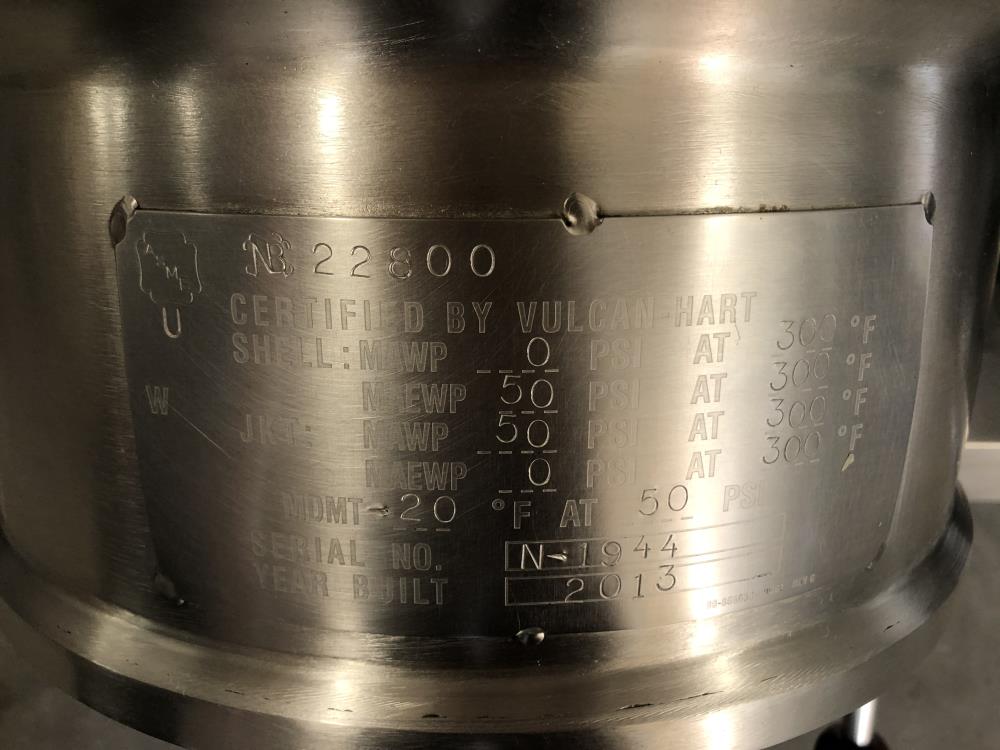 ASME NB 22800
U
CERTIFIED BY VULCAN-HART
SHELL: MAWP 0 PSI AT 300 °F
MAEWP 50 PSI AT 300 °F
W
JKT: MAWP 50 PSI AT 300 °F
MAEWP 0 PSI AT 300 °F
MDMT -20 °F AT 50 PSI
SERIAL NO. N-1944
YEAR BUILT 2013